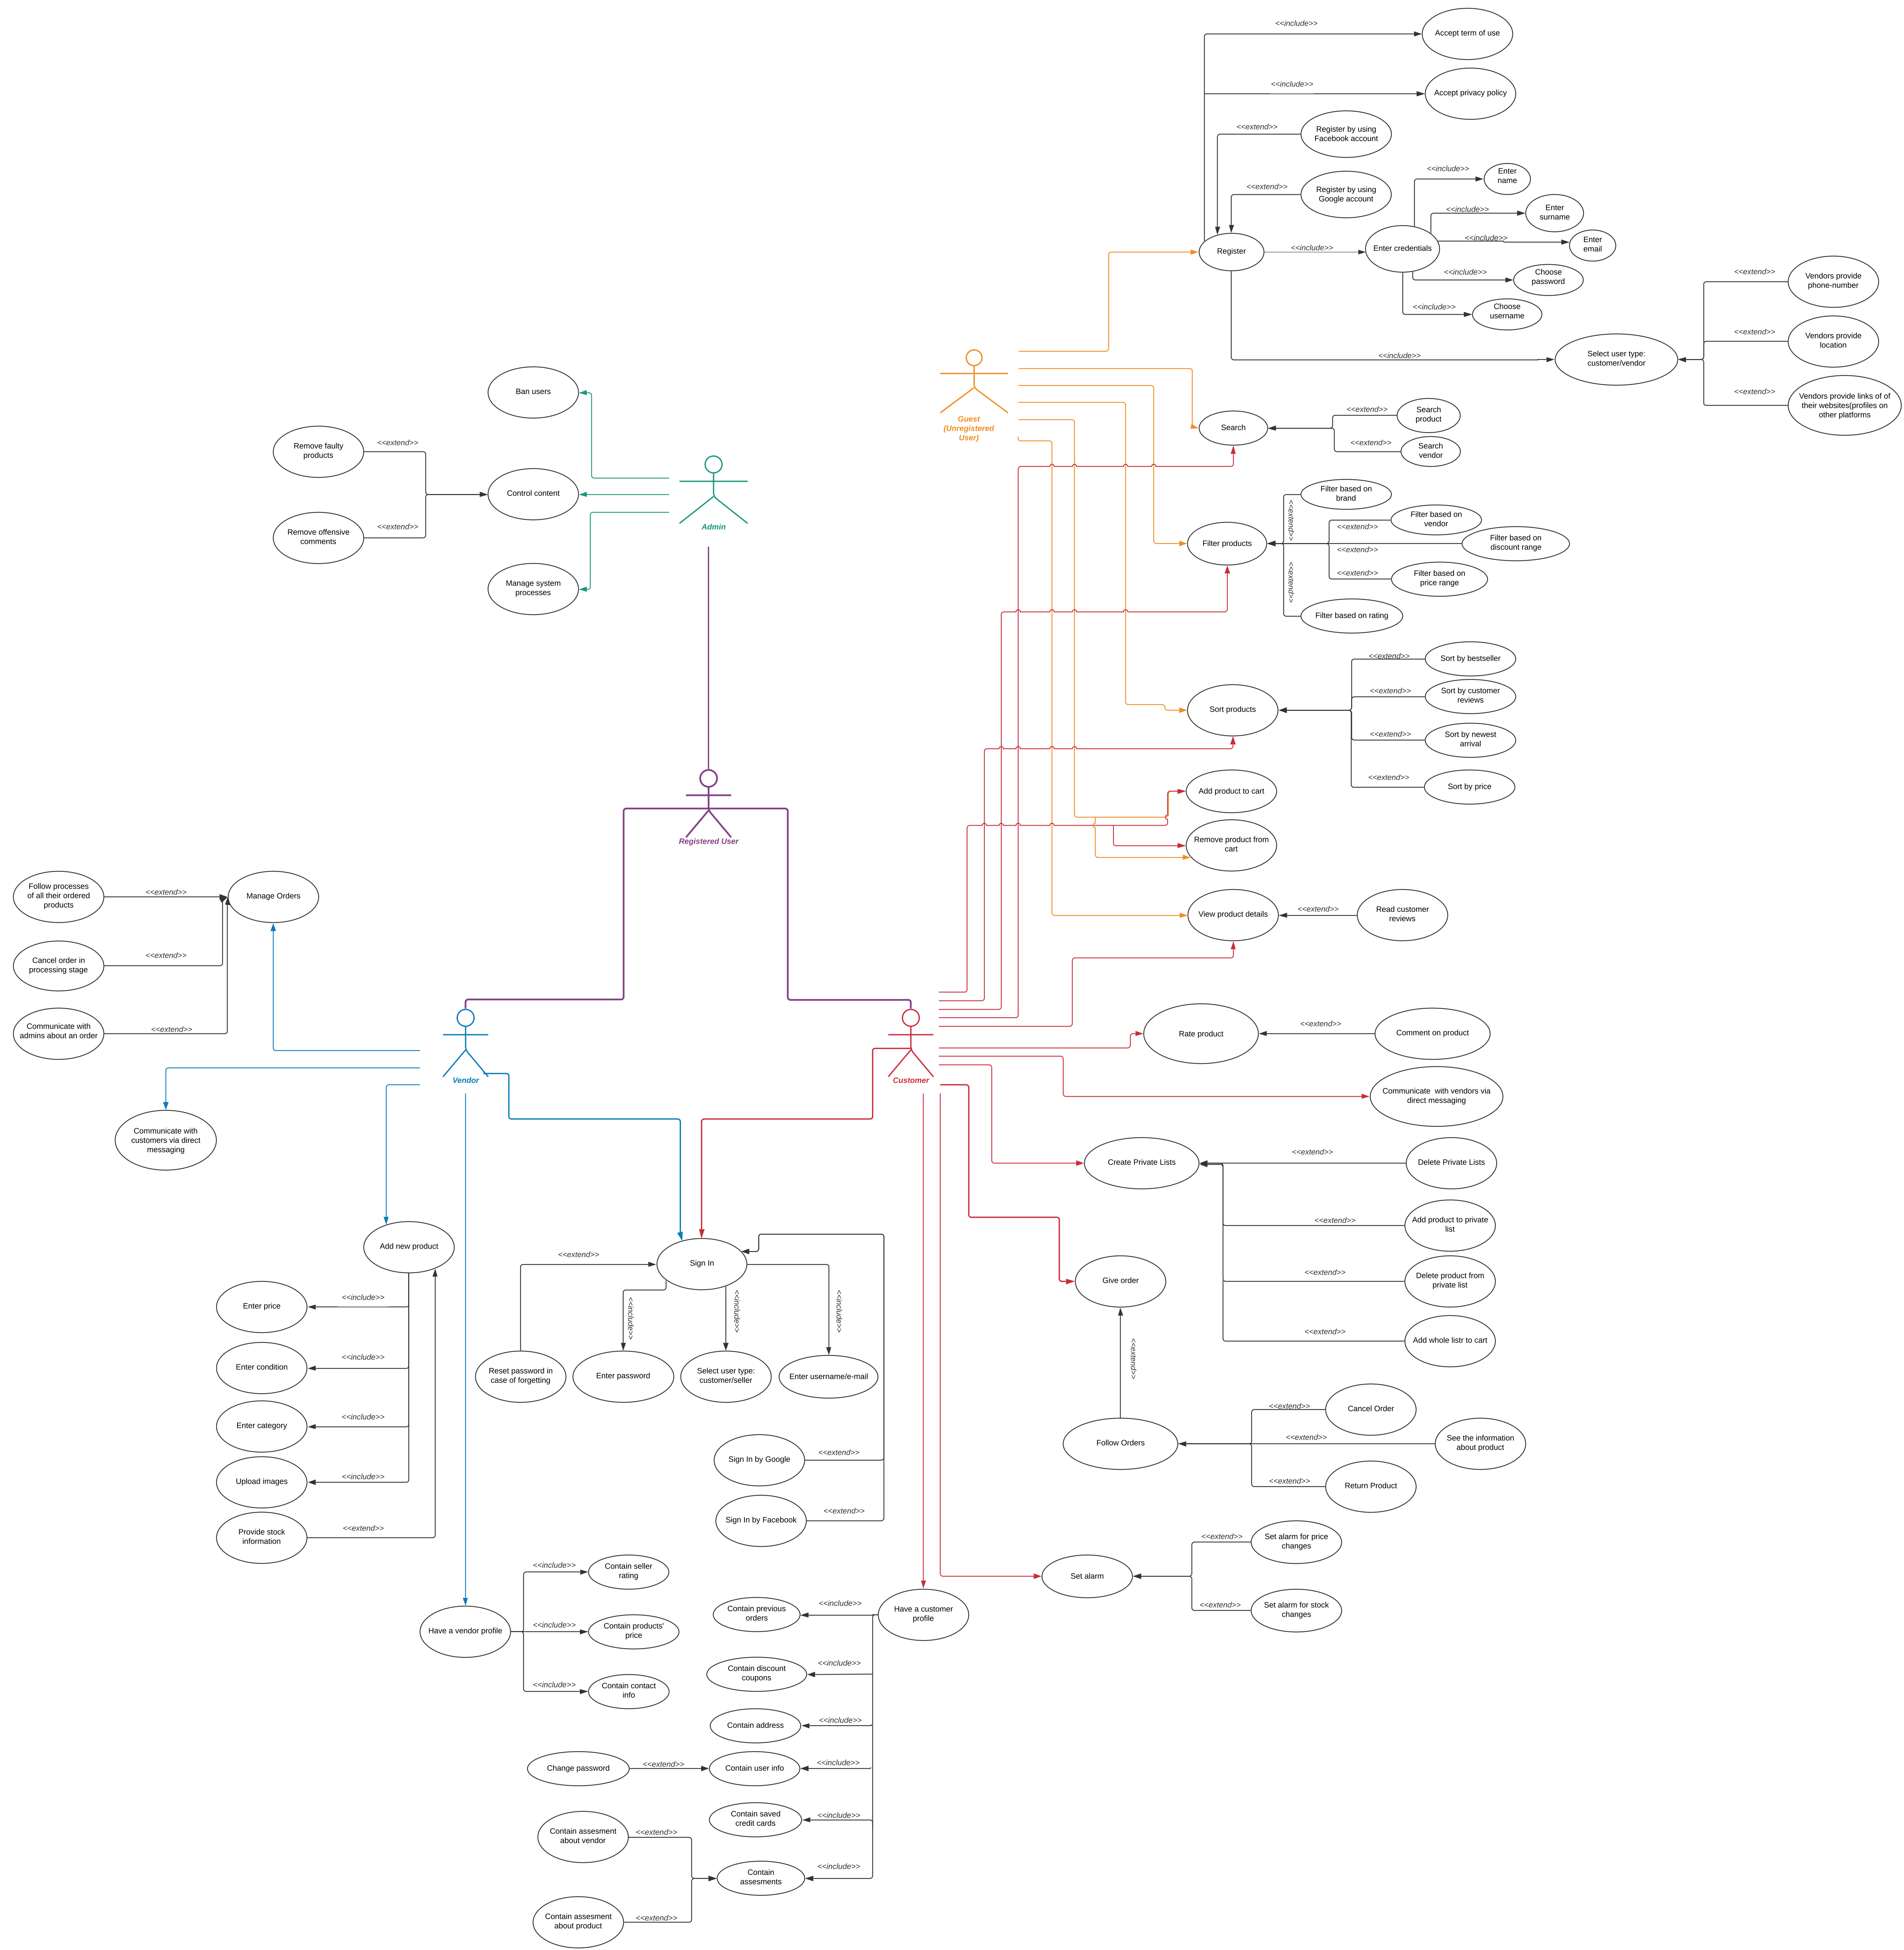 <<include>>
Accept term of use
<<include>>
Accept privacy policy
<<extend>>
Register by using
Facebook account
<<extend>>
Register by using
Google account
<<include>>
Enter
name
<<include>>
Enter
surname
<<include>>
Enter
email
Register
<<include>>
Enter credentials
<<include>>
Choose
password
<<include>>
Choose
username
<<include>>
Select user type:
customer/vendor
<<extend>>
Vendors provide
phone-number
<<extend>>
Vendors provide
location
<<extend>>
Vendors provide links of of
their websites(profiles on
other platforms
Guest
(Unregistered
User)
Search
<<extend>>
Search
product
<<extend>>
Search
vendor
Filter products
Filter based on
brand
<<extend>>
Filter based on
vendor
<<extend>>
Filter based on
discount range
<<extend>>
<<extend>>
Filter based on
price range
<<extend>>
Filter based on rating
Sort products
<<extend>>
Sort by bestseller
<<extend>>
Sort by customer
reviews
<<extend>>
Sort by newest
arrival
<<extend>>
Sort by price
Add product to cart
Remove product from
cart
View product details
<<extend>>
Read customer
reviews
Ban users
Remove faulty
products
<<extend>>
Control content
Remove offensive
comments
<<extend>>
Manage system
processes
Admin
Registered User
Follow processes
of all their ordered
products
<<extend>>
Manage Orders
Cancel order in
processing stage
<<extend>>
Communicate with
admins about an order
<<extend>>
Vendor
Customer
Communicate with
customers via direct
messaging
Rate product
<<extend>>
Comment on product
Communicate  with vendors via
direct messaging
Create Private Lists
<<extend>>
Delete Private Lists
<<extend>>
Add product to private
list
<<extend>>
Delete product from
private list
<<extend>>
Add whole listr to cart
Give order
<<extend>>
Follow Orders
<<extend>>
Cancel Order
<<extend>>
See the information
about product
<<extend>>
Return Product
Set alarm
<<extend>>
Set alarm for price
changes
<<extend>>
Set alarm for stock
changes
Add new product
Enter price
<<include>>
Enter condition
<<include>>
Enter category
<<include>>
Upload images
<<include>>
Provide stock
information
<<extend>>
Sign In
<<extend>>
<<include>>
<<include>>
<<include>>
Reset password in
case of forgetting
Enter password
Select user type:
customer/seller
Enter username/e-mail
Sign In by Google
<<extend>>
Sign In by Facebook
<<extend>>
Have a vendor profile
<<include>>
Contain seller
rating
<<include>>
Contain products'
price
<<include>>
Contain contact
info
Have a customer
profile
Contain previous
orders
<<include>>
Contain discount
coupons
<<include>>
Contain address
<<include>>
Change password
<<extend>>
Contain user info
<<include>>
Contain saved
credit cards
<<include>>
Contain assesment
about vendor
<<extend>>
Contain
assesments
<<include>>
Contain assesment
about product
<<extend>>